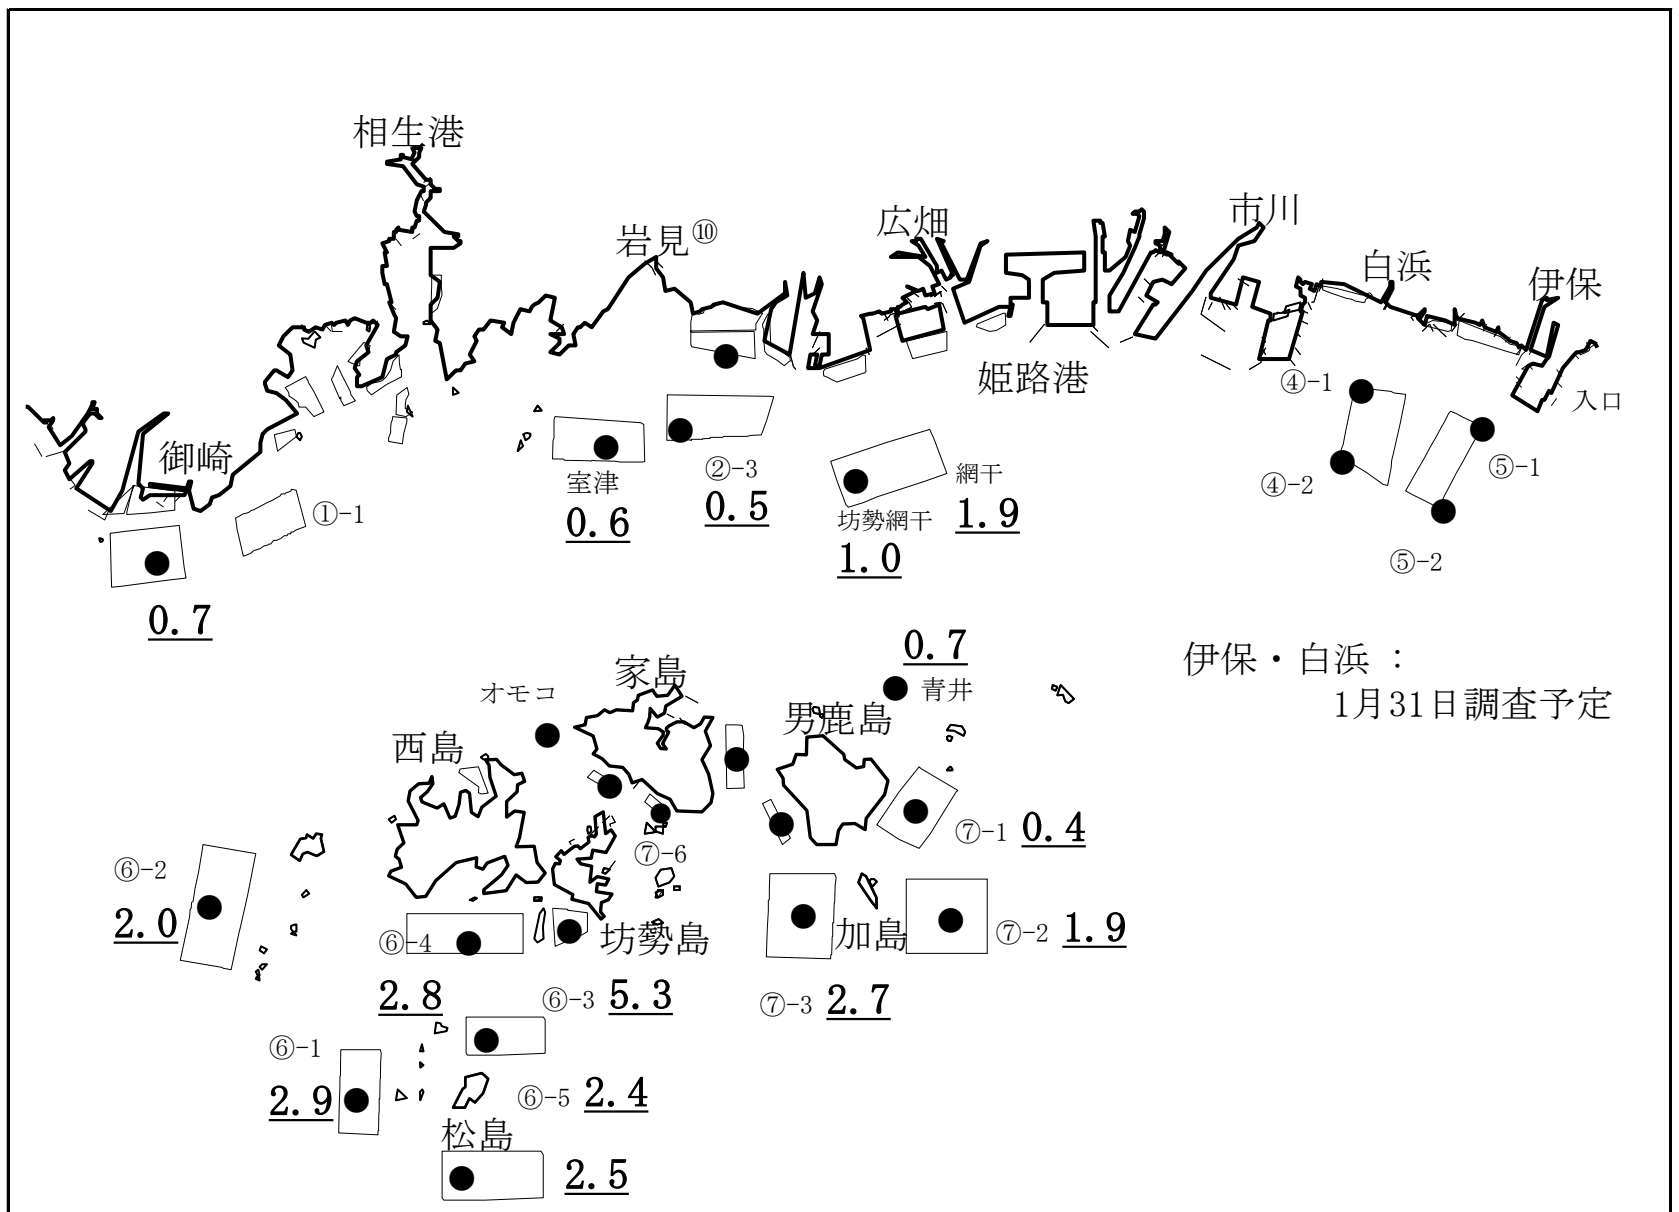 相生港
市川
広畑
岩見⑩
白浜
伊保
姫路港
④-1
入口
御崎
室津
②-3
網干
⑤-1
④-2
①-1
0.6
0.5
坊勢網干
1.9
1.0
⑤-2
0.7
0.7
家島
伊保・白浜 :
オモコ
青井
1月31日調査予定
男鹿島
西島
⑦-1 0.4
⑦-6
⑥-2
2.0
⑥-4
坊勢島
加島
⑦-2 1.9
2.8
⑥-3 5.3
⑦-3 2.7
⑥-1
2.9
⑥-5 2.4
松島
2.5